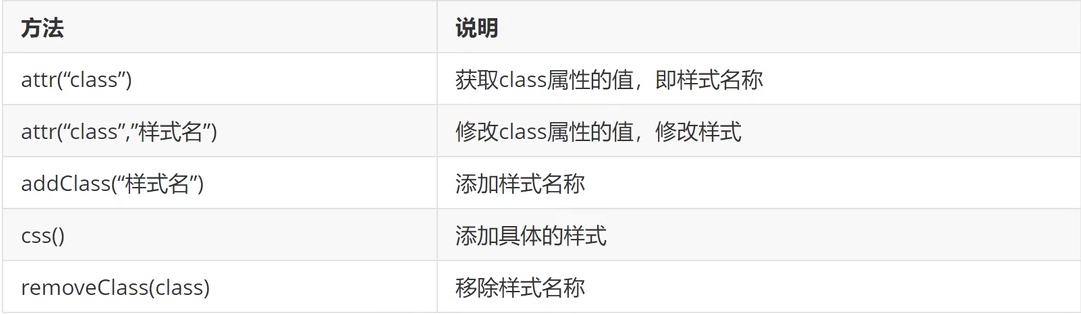 方法 说明
attr(“class”) 获取class属性的值，即样式名称
attr(“class”,”样式名”) 修改class属性的值，修改样式
addClass(“样式名”) 添加样式名称
css() 添加具体的样式
removeClass(class) 移除样式名称